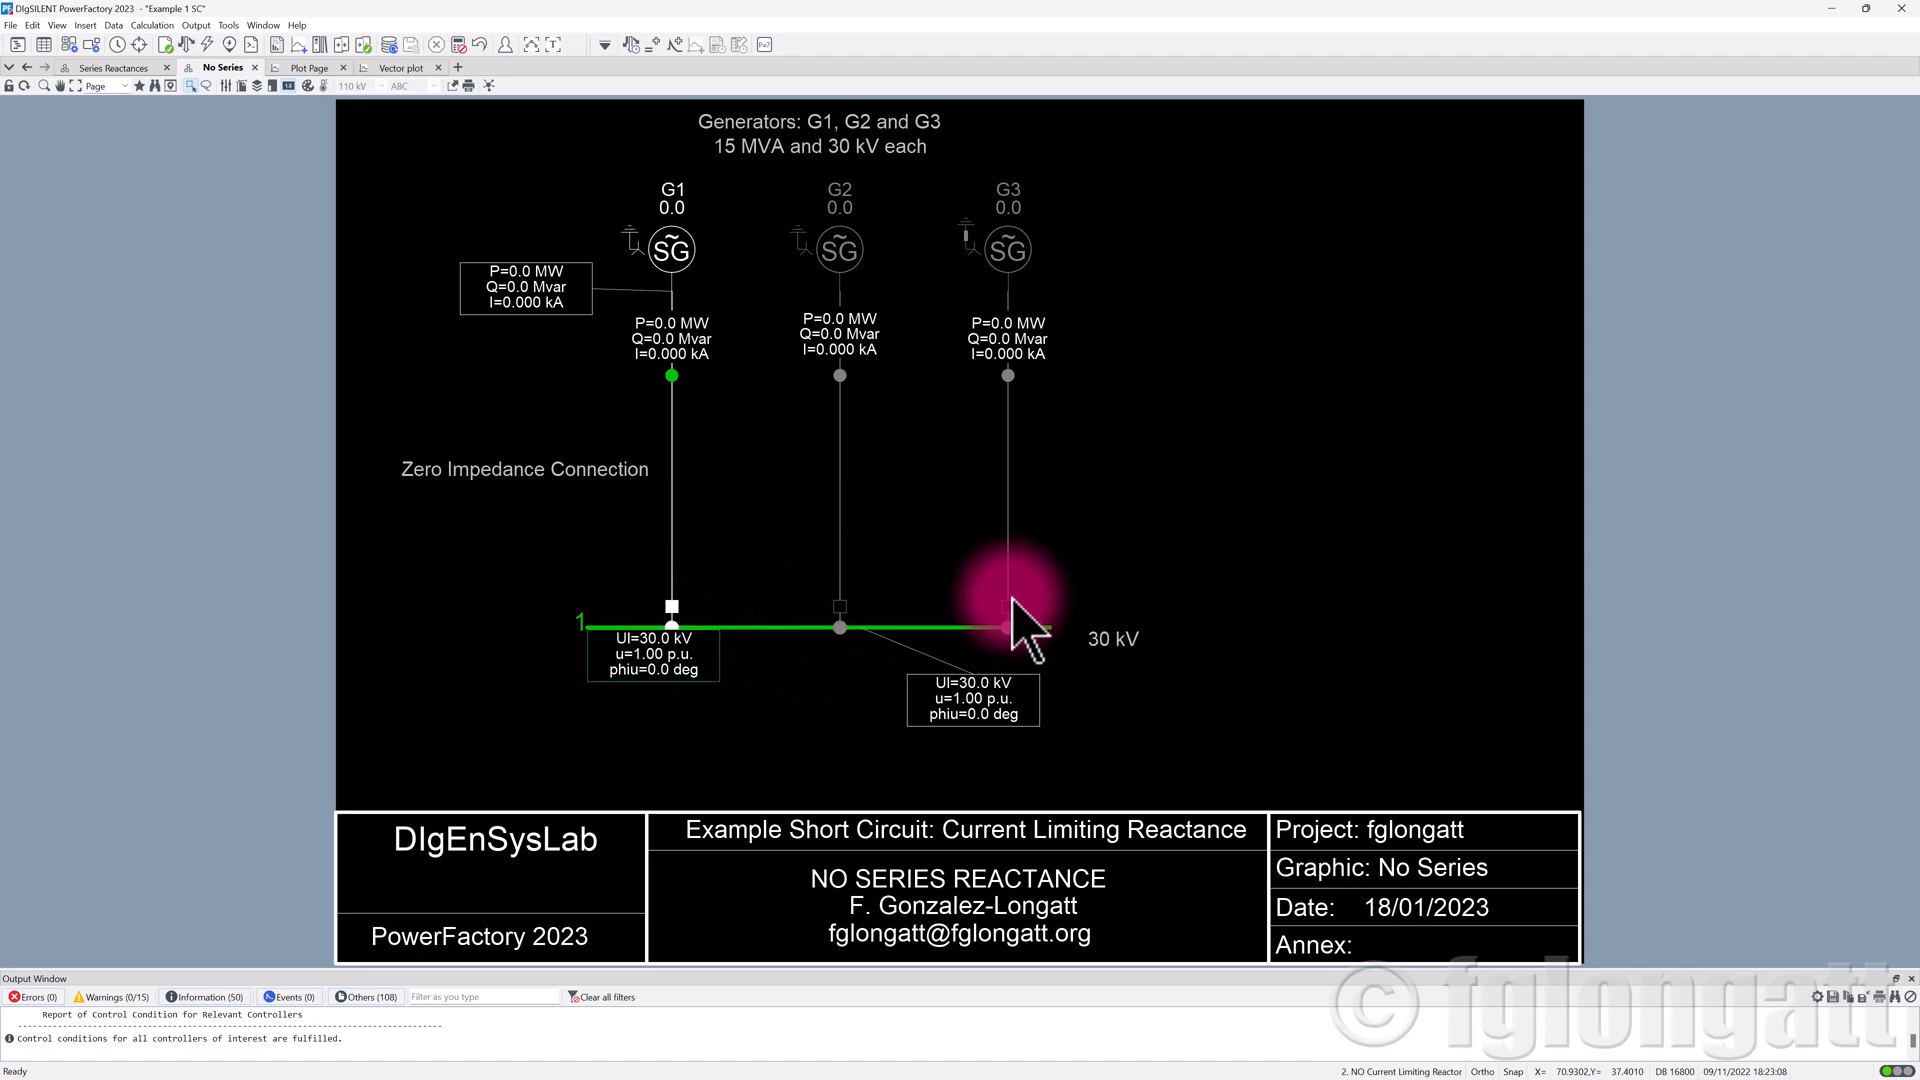 DIgSILENT PowerFactory 2023 - "Example 1 SC"
File Edit View Insert Data Calculation Output Tools Window Help
Series Reactances No Series Plot Page Vector plot
Page 110 kV ABC
Generators: G1, G2 and G3
15 MVA and 30 kV each
G1 G2 G3
0.0 0.0 0.0
SG SG SG
P=0.0 MW
Q=0.0 Mvar
I=0.000 kA
P=0.0 MW
Q=0.0 Mvar
I=0.000 kA
P=0.0 MW
Q=0.0 Mvar
I=0.000 kA
P=0.0 MW
Q=0.0 Mvar
I=0.000 kA
Zero Impedance Connection
1
Ul=30.0 kV
u=1.00 p.u.
phiu=0.0 deg
30 kV
Ul=30.0 kV
u=1.00 p.u.
phiu=0.0 deg
DIgEnSysLab
PowerFactory 2023
Example Short Circuit: Current Limiting Reactance
NO SERIES REACTANCE
F. Gonzalez-Longatt
fglongatt@fglongatt.org
Project: fglongatt
Graphic: No Series
Date: 18/01/2023
Annex:
Output Window
Errors (0) Warnings (0/15) Information (50) Events (0) Others (108) Filter as you type Clear all filters
Report of Control Condition for Relevant Controllers
Control conditions for all controllers of interest are fulfilled.
© fglongatt
Ready 2. NO Current Limiting Reactor Ortho Snap X= 70.9302,Y= 37.4010 DB 16800 09/11/2022 18:23:08